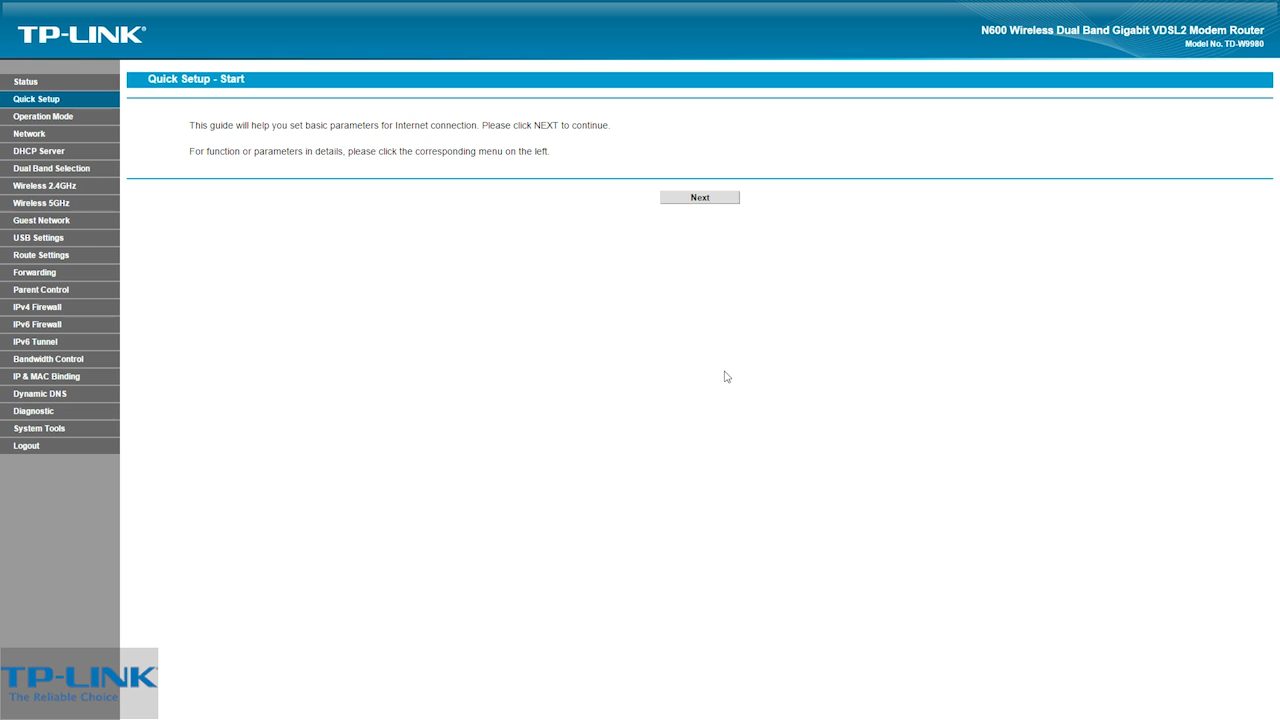 TP-LINK®
N600 Wireless Dual Band Gigabit VDSL2 Modem Router
Model No. TD-W9980
Status
Quick Setup
Operation Mode
Network
DHCP Server
Dual Band Selection
Wireless 2.4GHz
Wireless 5GHz
Guest Network
USB Settings
Route Settings
Forwarding
Parent Control
IPv4 Firewall
IPv6 Firewall
IPv6 Tunnel
Bandwidth Control
IP & MAC Binding
Dynamic DNS
Diagnostic
System Tools
Logout
Quick Setup - Start
This guide will help you set basic parameters for Internet connection. Please click NEXT to continue.
For function or parameters in details, please click the corresponding menu on the left.
Next
TP-LINK
The Reliable Choice